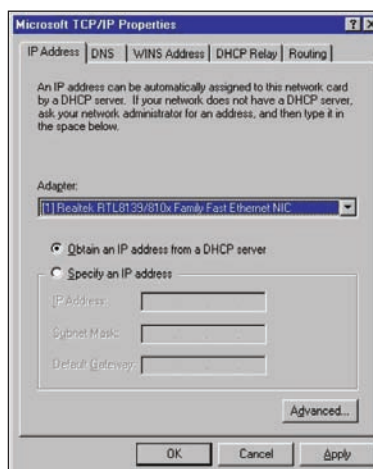 Microsoft TCP/IP Properties
IP Address DNS WINS Address DHCP Relay Routing
An IP address can be automatically assigned to this network card
by a DHCP server. If your network does not have a DHCP server,
ask your network administrator for an address, and then type it in
the space below.
Adapter:
[1] Realtek RTL8139/810x Family Fast Ethernet NIC
Obtain an IP address from a DHCP server
Specify an IP address
IP Address:
Subnet Mask:
Default Gateway:
Advanced...
OK Cancel Apply